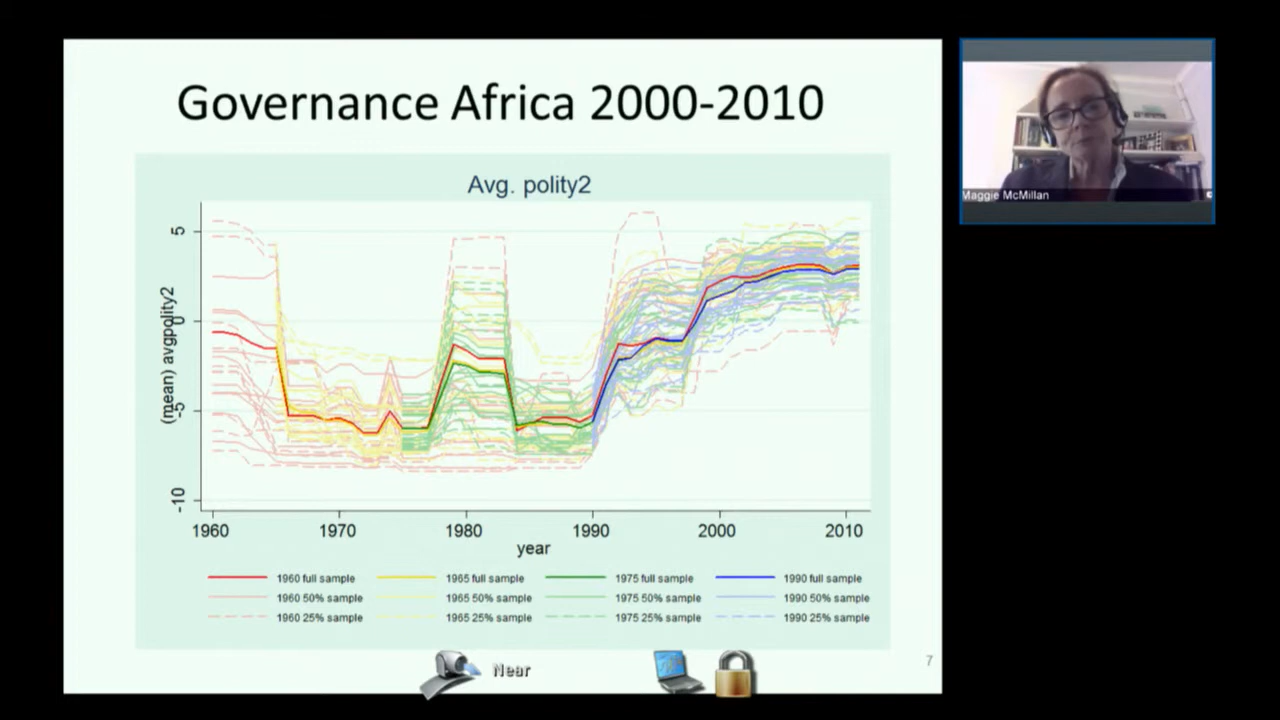 Governance Africa 2000-2010
Avg. polity2
(mean) avgpolity2
5
0
-5
-10
1960 1970 1980 1990 2000 2010
year
1960 full sample 1965 full sample 1975 full sample 1990 full sample
1960 50% sample 1965 50% sample 1975 50% sample 1990 50% sample
1960 25% sample 1965 25% sample 1975 25% sample 1990 25% sample
7
Near
Maggie McMillan